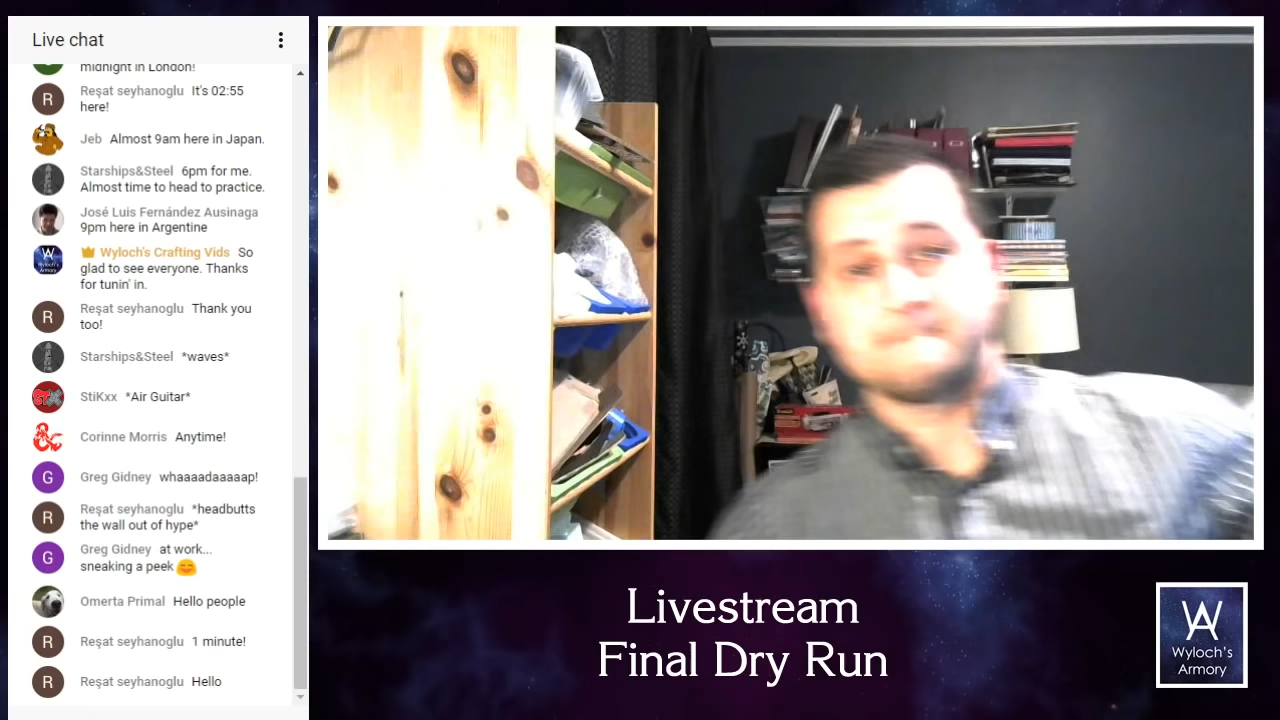 Live chat
midnight in London!
R
Reşat seyhanoglu It's 02:55
here!
Jeb Almost 9am here in Japan.
Starships&Steel 6pm for me.
Almost time to head to practice.
José Luis Fernández Ausinaga
9pm here in Argentine
Wyloch's Crafting Vids So
glad to see everyone. Thanks
for tunin' in.
R
Reşat seyhanoglu Thank you
too!
Starships&Steel *waves*
StiKxx *Air Guitar*
Corinne Morris Anytime!
G
Greg Gidney whaaaadaaaaap!
R
Reşat seyhanoglu *headbutts
the wall out of hype*
G
Greg Gidney at work...
sneaking a peek
Omerta Primal Hello people
R
Reşat seyhanoglu 1 minute!
R
Reşat seyhanoglu Hello
Livestream
Final Dry Run
WA
Wyloch's
Armory